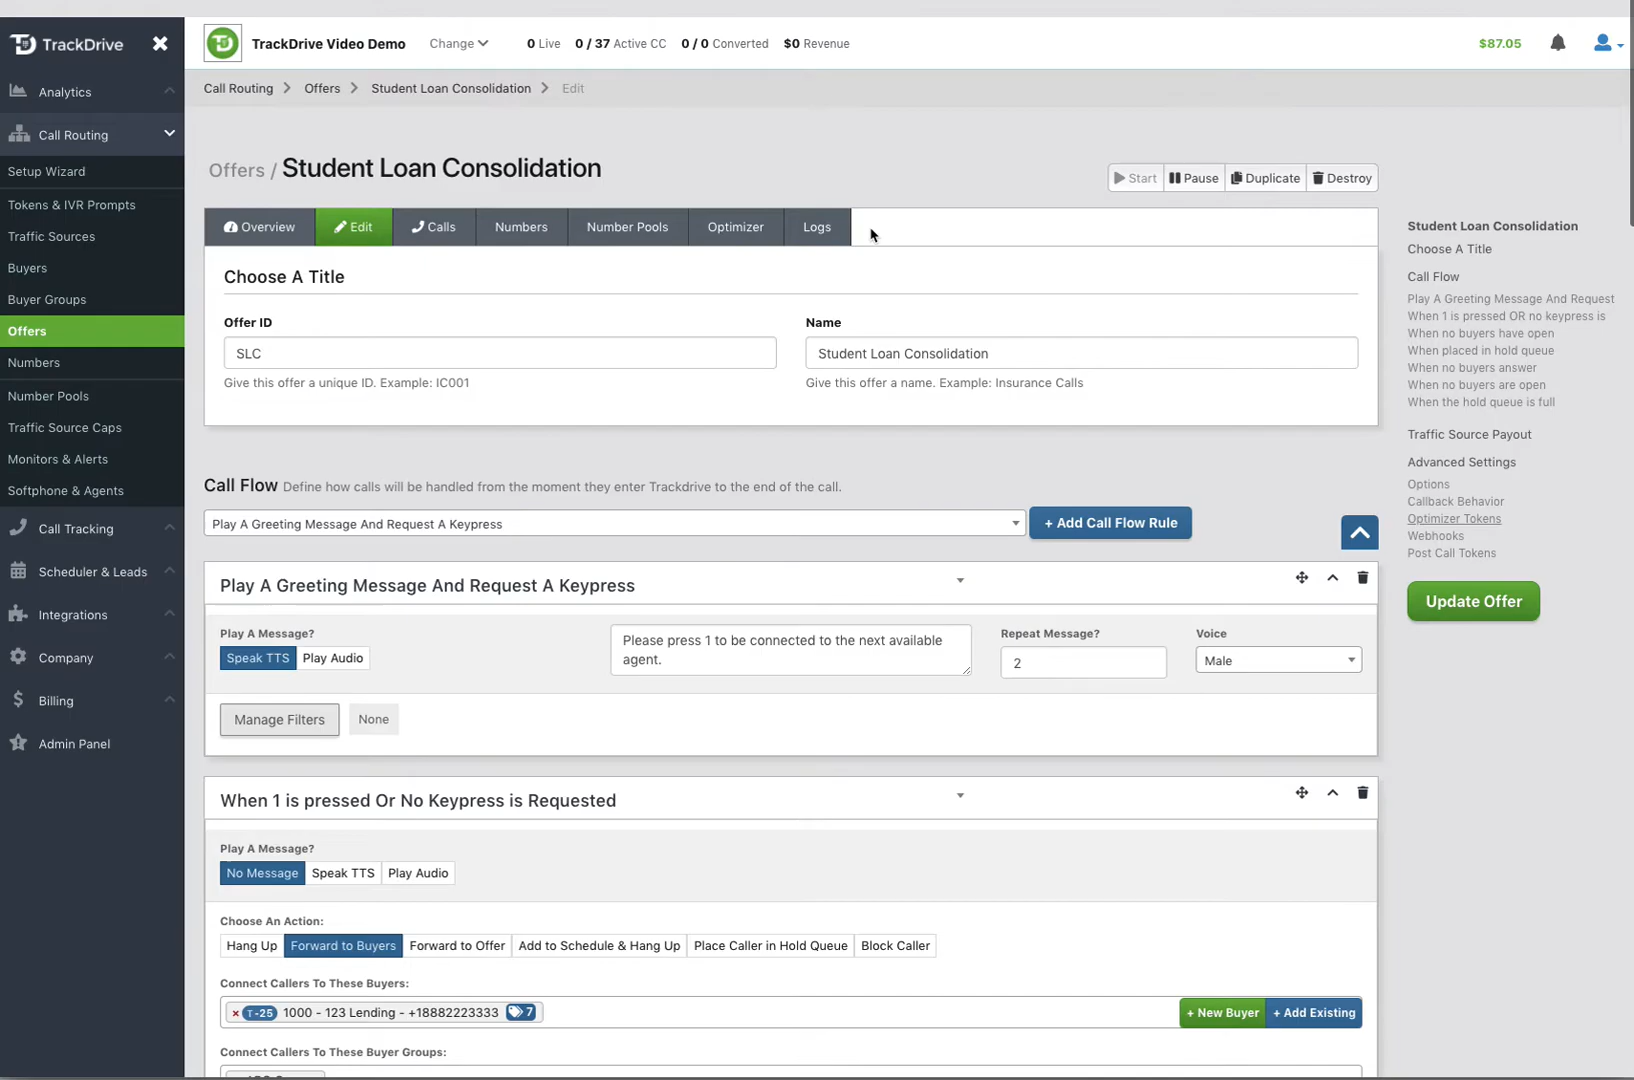 TrackDrive
TrackDrive Video Demo Change 0 Live 0 / 37 Active CC 0 / 0 Converted $0 Revenue $87.05
Analytics
Call Routing
Setup Wizard
Tokens & IVR Prompts
Traffic Sources
Buyers
Buyer Groups
Offers
Numbers
Number Pools
Traffic Source Caps
Monitors & Alerts
Softphone & Agents
Call Tracking
Scheduler & Leads
Integrations
Company
Billing
Admin Panel
Call Routing Offers Student Loan Consolidation Edit
Offers / Student Loan Consolidation
Start Pause Duplicate Destroy
Overview Edit Calls Numbers Number Pools Optimizer Logs
Choose A Title
Offer ID Name
SLC Student Loan Consolidation
Give this offer a unique ID. Example: IC001 Give this offer a name. Example: Insurance Calls
Call Flow Define how calls will be handled from the moment they enter Trackdrive to the end of the call.
Play A Greeting Message And Request A Keypress + Add Call Flow Rule
Play A Greeting Message And Request A Keypress
Play A Message? Repeat Message? Voice
Speak TTS Play Audio
Please press 1 to be connected to the next available
agent.
2 Male
Manage Filters None
When 1 is pressed Or No Keypress is Requested
Play A Message?
No Message Speak TTS Play Audio
Choose An Action:
Hang Up Forward to Buyers Forward to Offer Add to Schedule & Hang Up Place Caller in Hold Queue Block Caller
Connect Callers To These Buyers:
× T-25 1000 - 123 Lending - +18882223333 7 + New Buyer + Add Existing
Connect Callers To These Buyer Groups:
Student Loan Consolidation
Choose A Title
Call Flow
Play A Greeting Message And Request
When 1 is pressed OR no keypress is
When no buyers have open
When placed in hold queue
When no buyers answer
When no buyers are open
When the hold queue is full
Traffic Source Payout
Advanced Settings
Options
Callback Behavior
Optimizer Tokens
Webhooks
Post Call Tokens
Update Offer